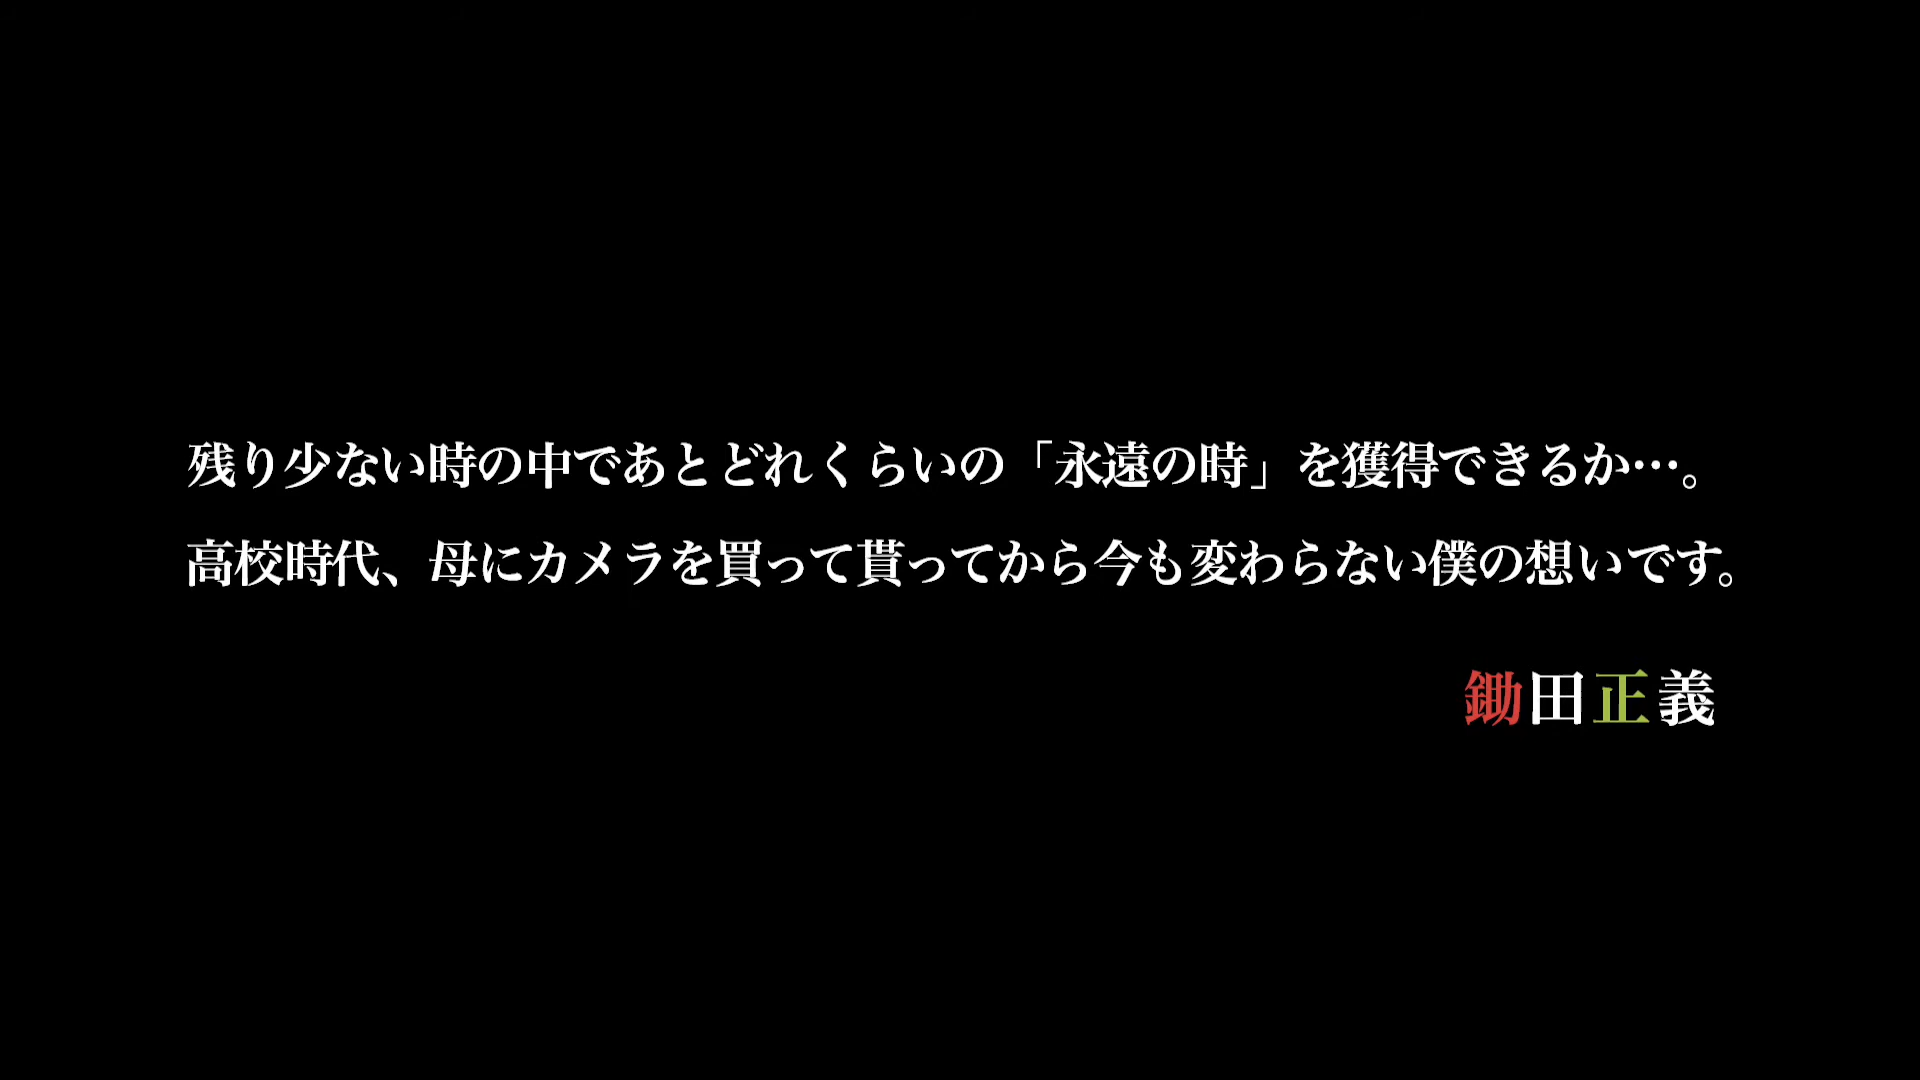 残り少ない時の中であとどれくらいの「永遠の時」を獲得できるか…。
高校時代、母にカメラを買って貰ってから今も変わらない僕の想いです。
鋤田正義